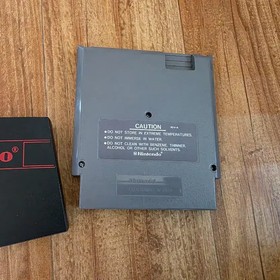 CAUTION
•DO NOT STORE IN EXTREME TEMPERATURES.
•DO NOT IMMERSE IN WATER.
•DO NOT CLEAN WITH BENZENE, THINNER, ALCOHOL OR OTHER SUCH SOLVENTS.
®Nintendo